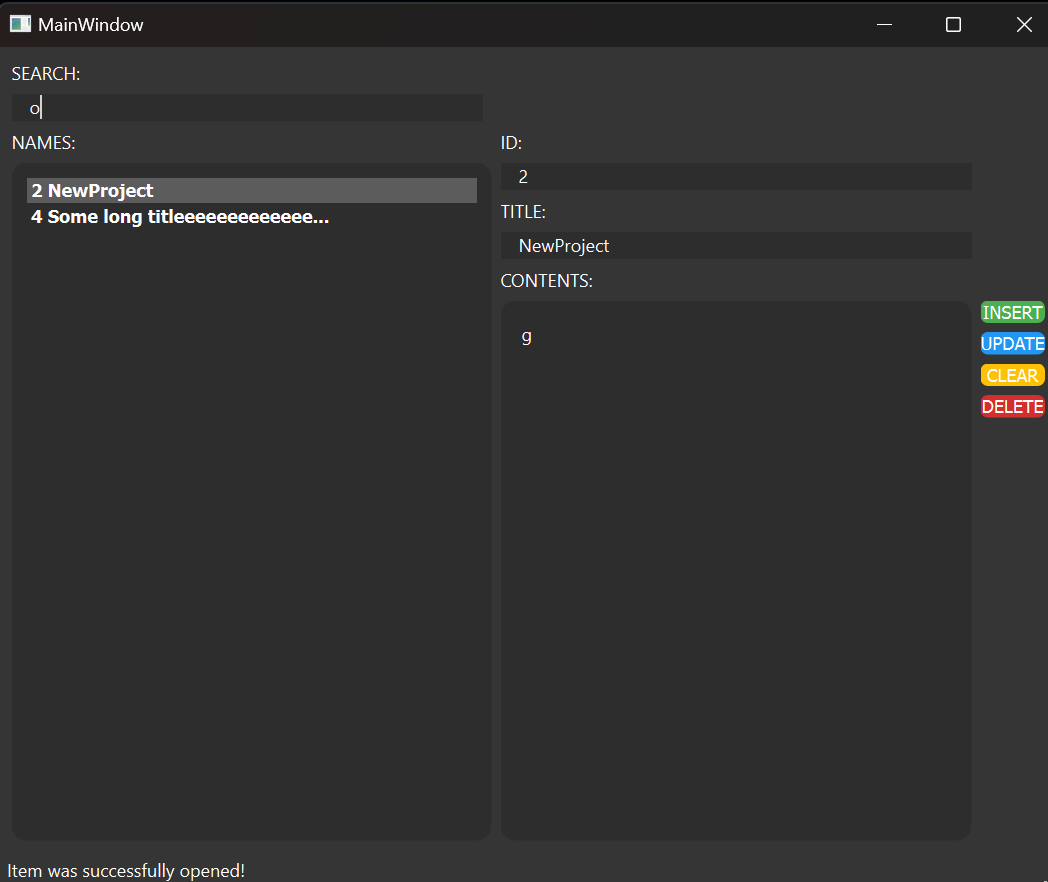 MainWindow
SEARCH:
o
NAMES:
2 NewProject
4 Some long titleeeeeeeeeeeee...
ID:
2
TITLE:
NewProject
CONTENTS:
g
INSERT
UPDATE
CLEAR
DELETE
Item was successfully opened!